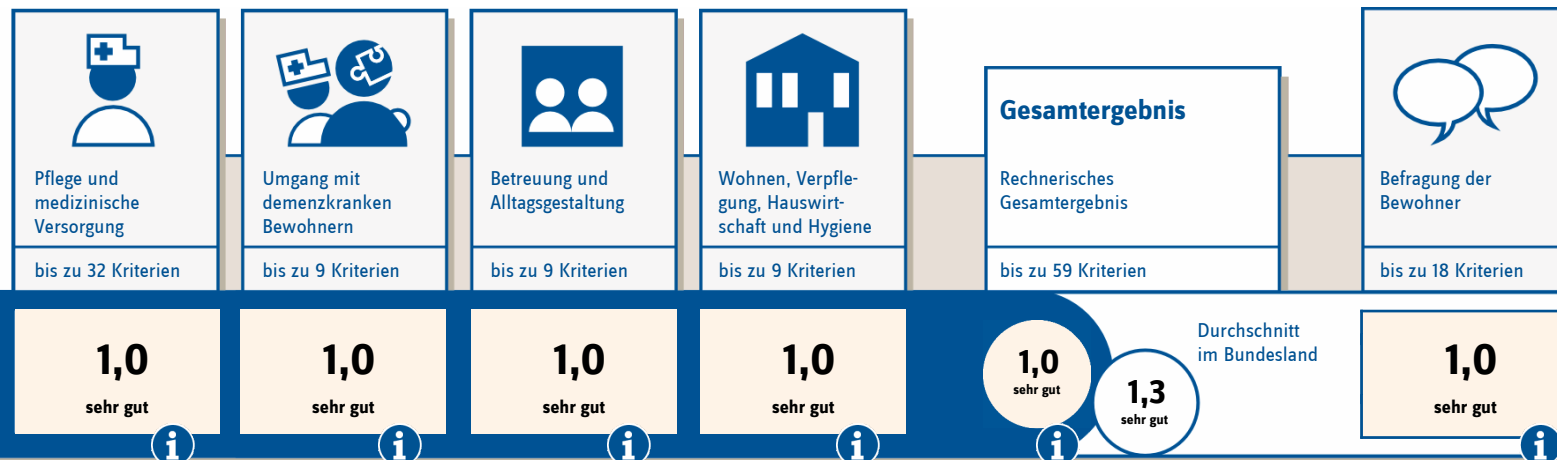 Pflege und
medizinische
Versorgung
bis zu 32 Kriterien
1,0
sehr gut
i
Umgang mit
demenzkranken
Bewohnern
bis zu 9 Kriterien
1,0
sehr gut
i
Betreuung und
Alltagsgestaltung
bis zu 9 Kriterien
1,0
sehr gut
i
Wohnen, Verpfle-
gung, Hauswirt-
schaft und Hygiene
bis zu 9 Kriterien
1,0
sehr gut
i
Gesamtergebnis
Rechnerisches
Gesamtergebnis
bis zu 59 Kriterien
1,0
sehr gut
i
1,3
sehr gut
Durchschnitt
im Bundesland
Befragung der
Bewohner
bis zu 18 Kriterien
1,0
sehr gut
i